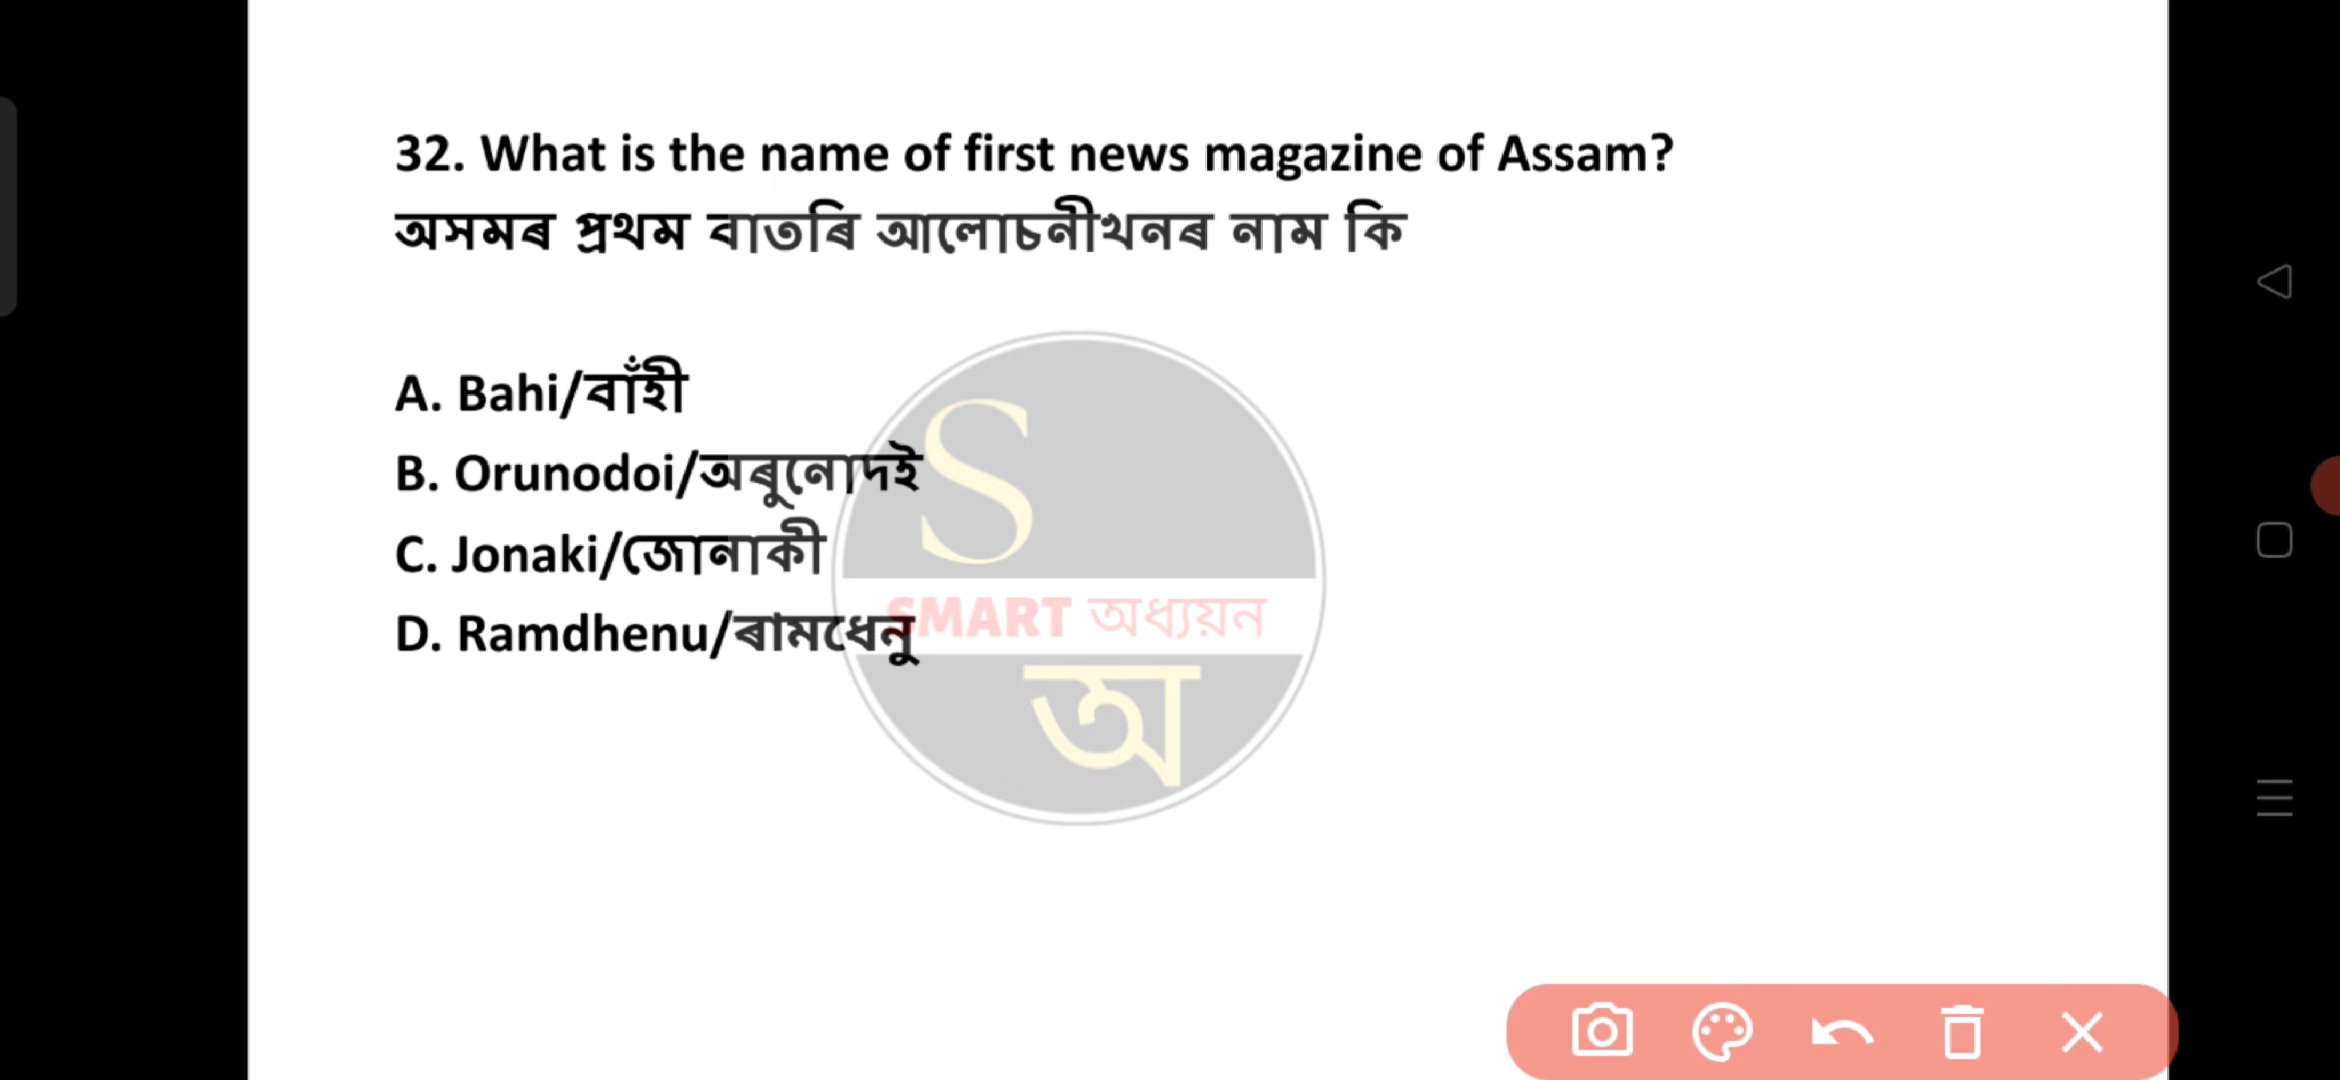 32. What is the name of first news magazine of Assam?
অসমৰ প্ৰথম বাতৰি আলোচনীখনৰ নাম কি
A. Bahi/বাঁহী
B. Orunodoi/অৰুনোদই
C. Jonaki/জোনাকী
D. Ramdhenu/ৰামধেনু
S
SMART অধ্যয়ন
অ